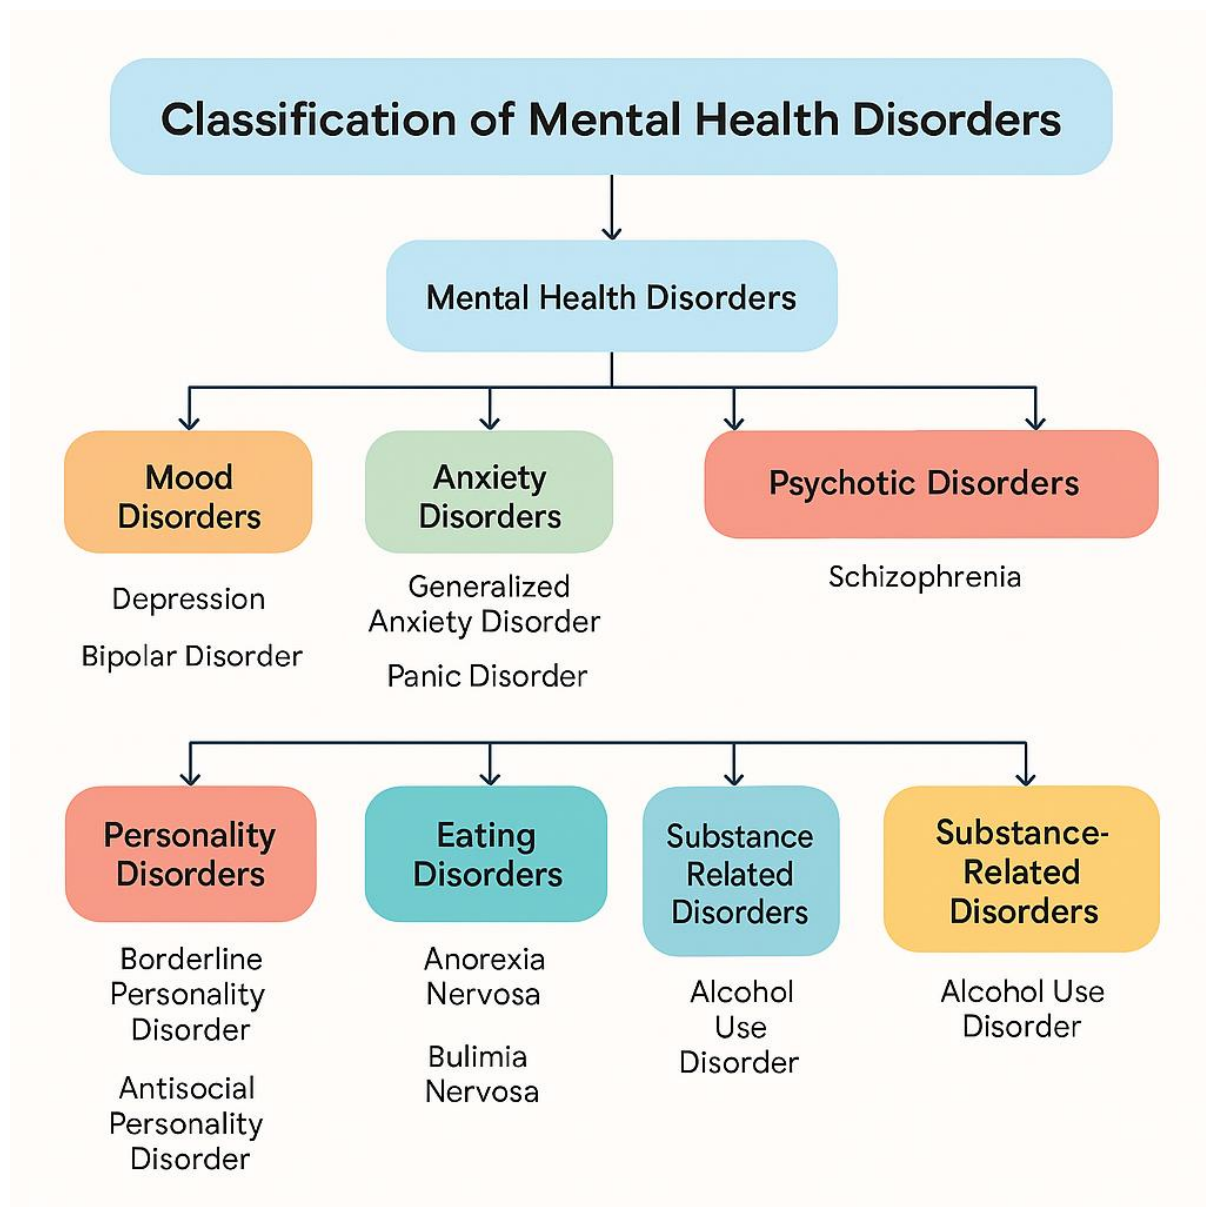 Classification of Mental Health Disorders
Mental Health Disorders
Mood
Disorders
Depression
Bipolar Disorder
Anxiety
Disorders
Generalized
Anxiety Disorder
Panic Disorder
Psychotic Disorders
Schizophrenia
Personality
Disorders
Borderline
Personality
Disorder
Antisocial
Personality
Disorder
Eating
Disorders
Anorexia
Nervosa
Bulimia
Nervosa
Substance
Related
Disorders
Alcohol
Use
Disorder
Substance-
Related
Disorders
Alcohol Use
Disorder